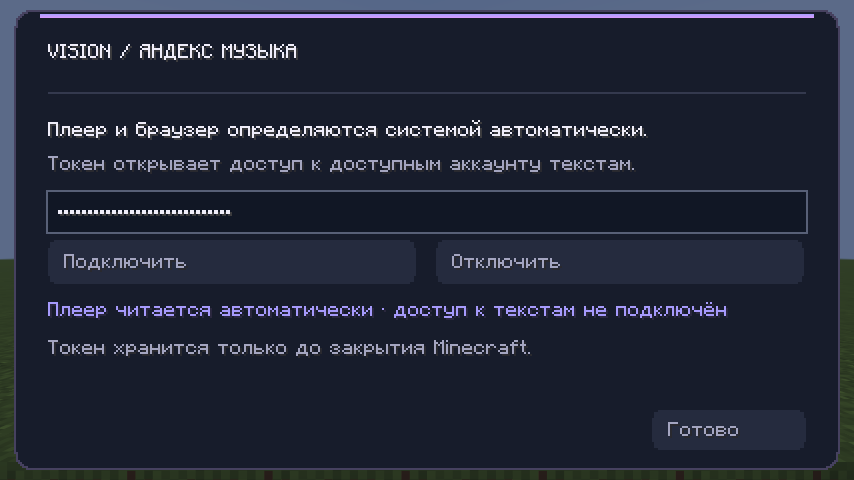 VISION / ЯНДЕКС МУЗЫКА
Плеер и браузер определяются системой автоматически.
Токен открывает доступ к доступным аккаунту текстам.
Подключить
Отключить
Плеер читается автоматически · доступ к текстам не подключён
Токен хранится только до закрытия Minecraft.
Готово